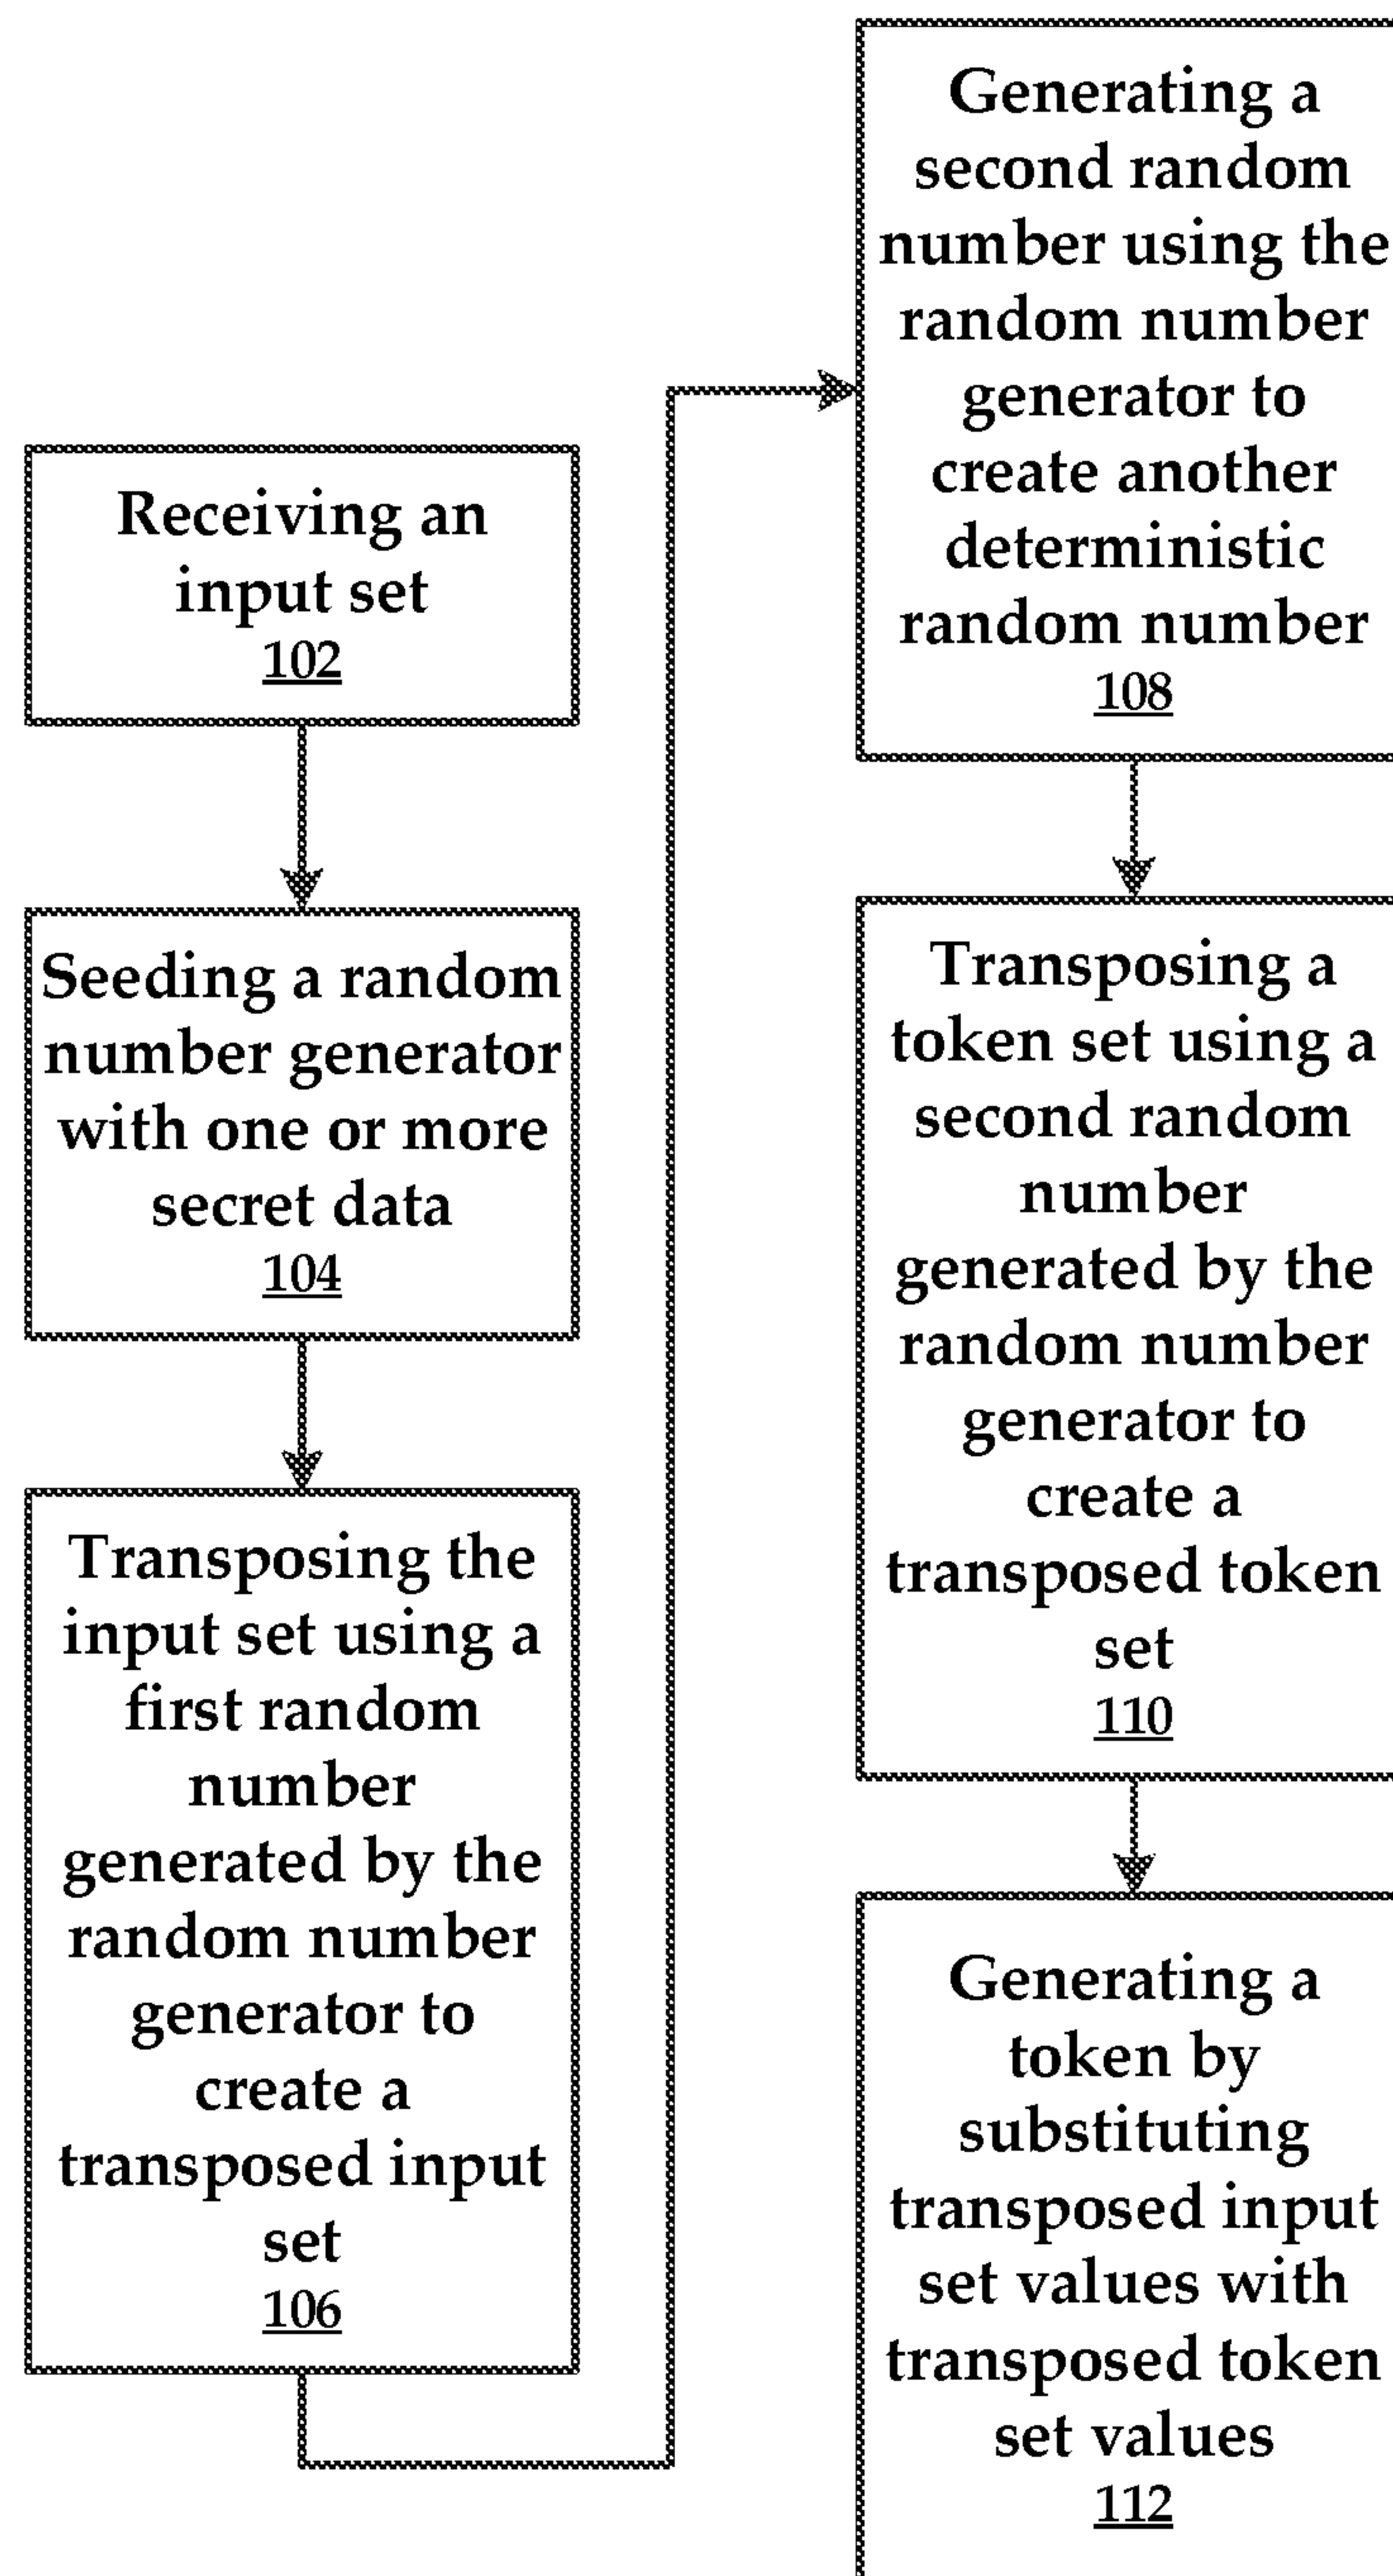 Receiving an
input set
102
Seeding a random
number generator
with one or more
secret data
104
Transposing the
input set using a
first random
number
generated by the
random number
generator to
create a
transposed input
set
106
Generating a
second random
number using the
random number
generator to
create another
deterministic
random number
108
Transposing a
token set using a
second random
number
generated by the
random number
generator to
create a
transposed token
set
110
Generating a
token by
substituting
transposed input
set values with
transposed token
set values
112